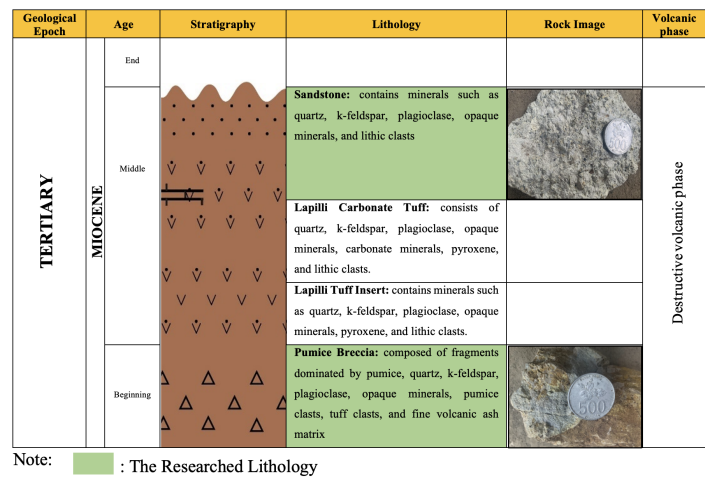 Geological Epoch
Age
Stratigraphy
Lithology
Rock Image
Volcanic phase
TERTIARY
MIOCENE
End
Middle
Beginning
Sandstone: contains minerals such as
quartz, k-feldspar, plagioclase, opaque
minerals, and lithic clasts
Lapilli Carbonate Tuff: consists of
quartz, k-feldspar, plagioclase, opaque
minerals, carbonate minerals, pyroxene,
and lithic clasts.
Lapilli Tuff Insert: contains minerals such
as quartz, k-feldspar, plagioclase, opaque
minerals, pyroxene, and lithic clasts.
Pumice Breccia: composed of fragments
dominated by pumice, quartz, k-feldspar,
plagioclase, opaque minerals, pumice
clasts, tuff clasts, and fine volcanic ash
matrix
500
Destructive volcanic phase
Note:
: The Researched Lithology